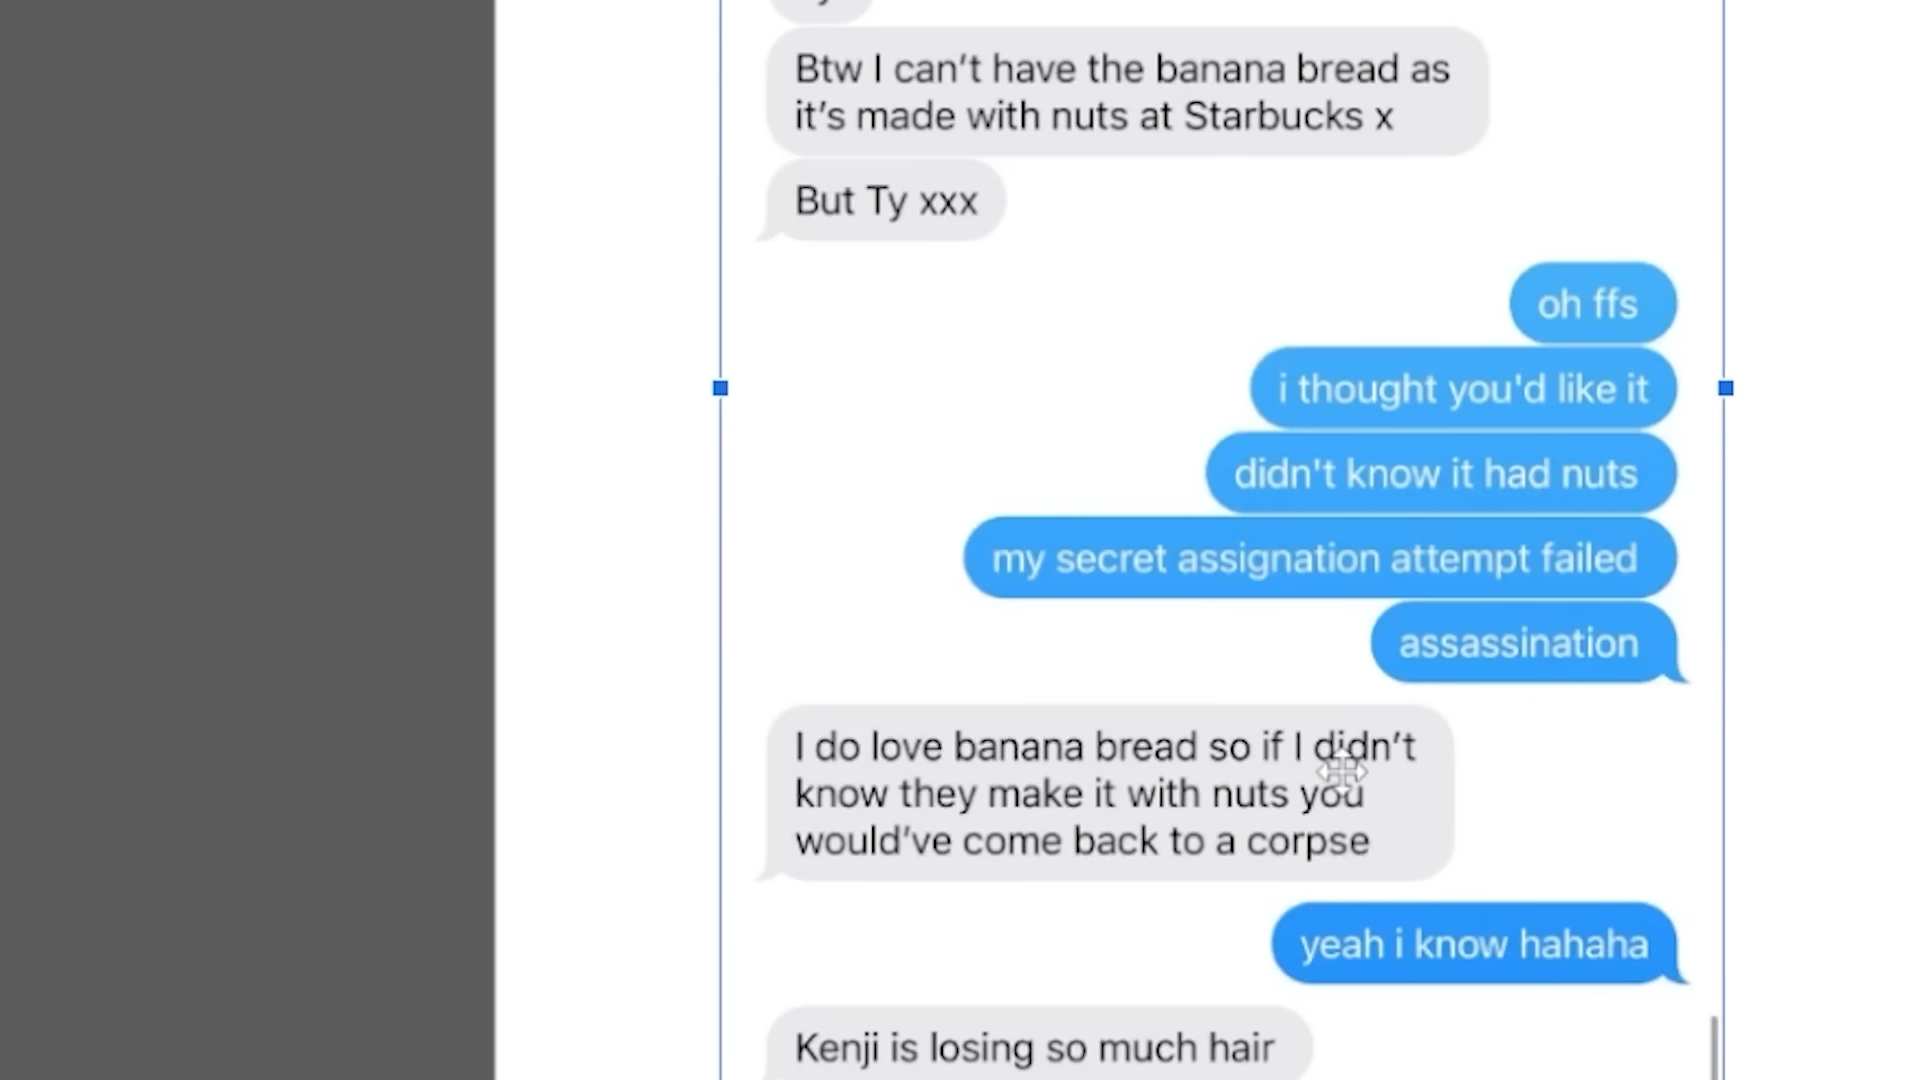 Btw I can’t have the banana bread as
it’s made with nuts at Starbucks x
But Ty xxx
oh ffs
i thought you'd like it
didn't know it had nuts
my secret assignation attempt failed
assassination
I do love banana bread so if I didn’t
know they make it with nuts you
would’ve come back to a corpse
yeah i know hahaha
Kenji is losing so much hair